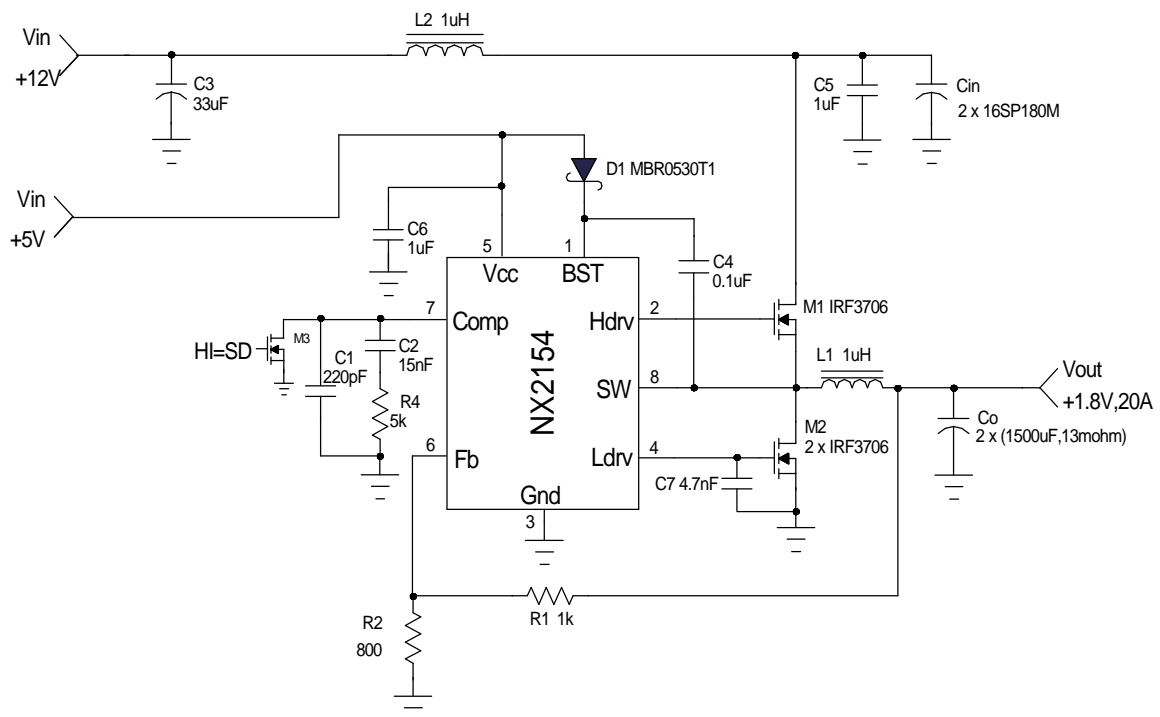 L2 1uH
Vin
+12V
C3
33uF
C5
1uF
Cin
2 x 16SP180M
D1 MBR0530T1
Vin
+5V
C6
1uF
5
1
Vcc
BST
C4
0.1uF
7
Comp
2
Hdrv
M1 IRF3706
HI=SD
M3
C1
220pF
C2
15nF
R4
5k
NX2154
L1 1uH
SW
8
Vout
+1.8V,20A
Co
2 x (1500uF,13mohm)
M2
2 x IRF3706
6
Fb
Ldrv
4
C7 4.7nF
Gnd
3
R1 1k
R2
800